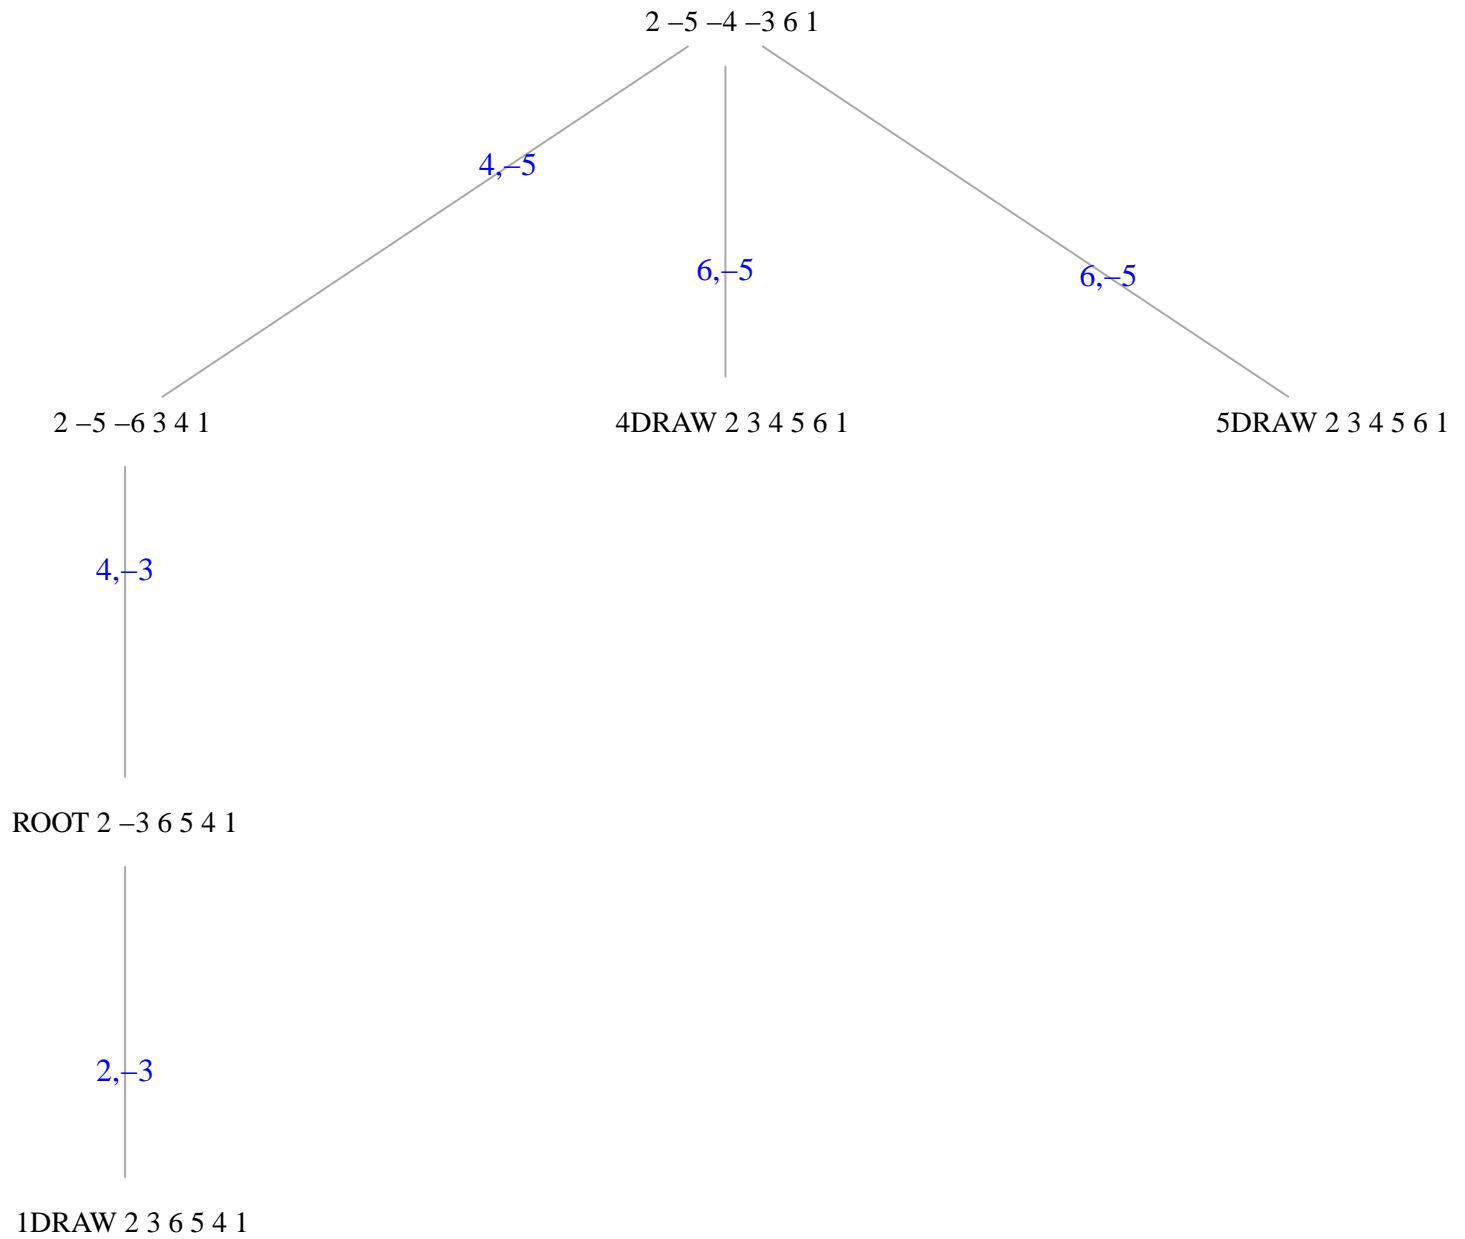 2 –5 –4 –3 6 1
4,–5
6,–5
6,–5
2 –5 –6 3 4 1
4DRAW 2 3 4 5 6 1
5DRAW 2 3 4 5 6 1
4,–3
ROOT 2 –3 6 5 4 1
2,–3
1DRAW 2 3 6 5 4 1